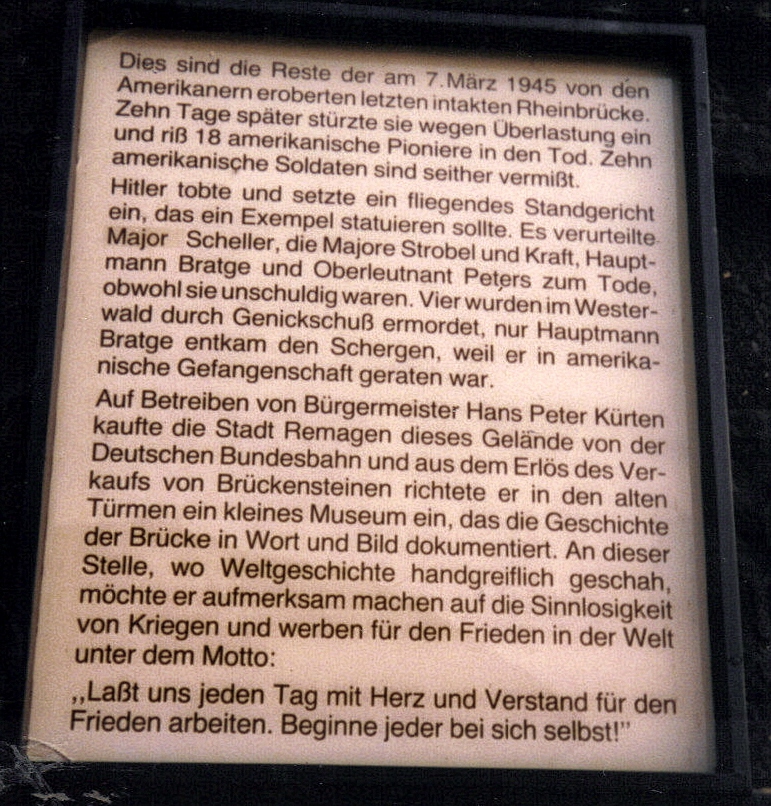 Dies sind die Reste der am 7.März 1945 von den
Amerikanern eroberten letzten intakten Rheinbrücke.
Zehn Tage später stürzte sie wegen Überlastung ein
und riß 18 amerikanische Pioniere in den Tod. Zehn
amerikanische Soldaten sind seither vermißt.
Hitler tobte und setzte ein fliegendes Standgericht
ein, das ein Exempel statuieren sollte. Es verurteilte
Major Scheller, die Majore Strobel und Kraft, Haupt-
mann Bratge und Oberleutnant Peters zum Tode,
obwohl sie unschuldig waren. Vier wurden im Wester-
wald durch Genickschuß ermordet, nur Hauptmann
Bratge entkam den Schergen, weil er in amerika-
nische Gefangenschaft geraten war.
Auf Betreiben von Bürgermeister Hans Peter Kürten
kaufte die Stadt Remagen dieses Gelände von der
Deutschen Bundesbahn und aus dem Erlös des Ver-
kaufs von Brückensteinen richtete er in den alten
Türmen ein kleines Museum ein, das die Geschichte
der Brücke in Wort und Bild dokumentiert. An dieser
Stelle, wo Weltgeschichte handgreiflich geschah,
möchte er aufmerksam machen auf die Sinnlosigkeit
von Kriegen und werben für den Frieden in der Welt
unter dem Motto:
,,Laßt uns jeden Tag mit Herz und Verstand für den
Frieden arbeiten. Beginne jeder bei sich selbst!”